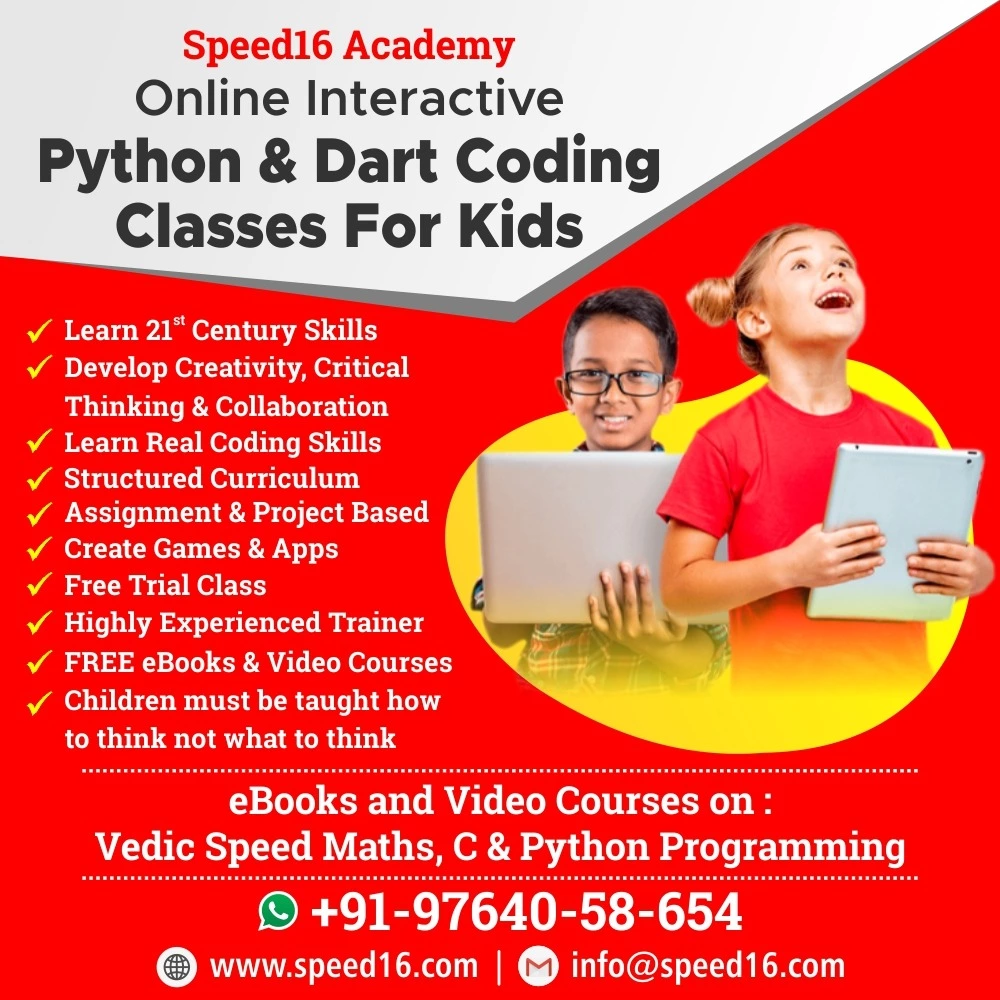 Speed16 Academy
Online Interactive
Python & Dart Coding
Classes For Kids
Learn 21st Century Skills
Develop Creativity, Critical
Thinking & Collaboration
Learn Real Coding Skills
Structured Curriculum
Assignment & Project Based
Create Games & Apps
Free Trial Class
Highly Experienced Trainer
FREE eBooks & Video Courses
Children must be taught how
to think not what to think
eBooks and Video Courses on :
Vedic Speed Maths, C & Python Programming
+91-97640-58-654
www.speed16.com | info@speed16.com